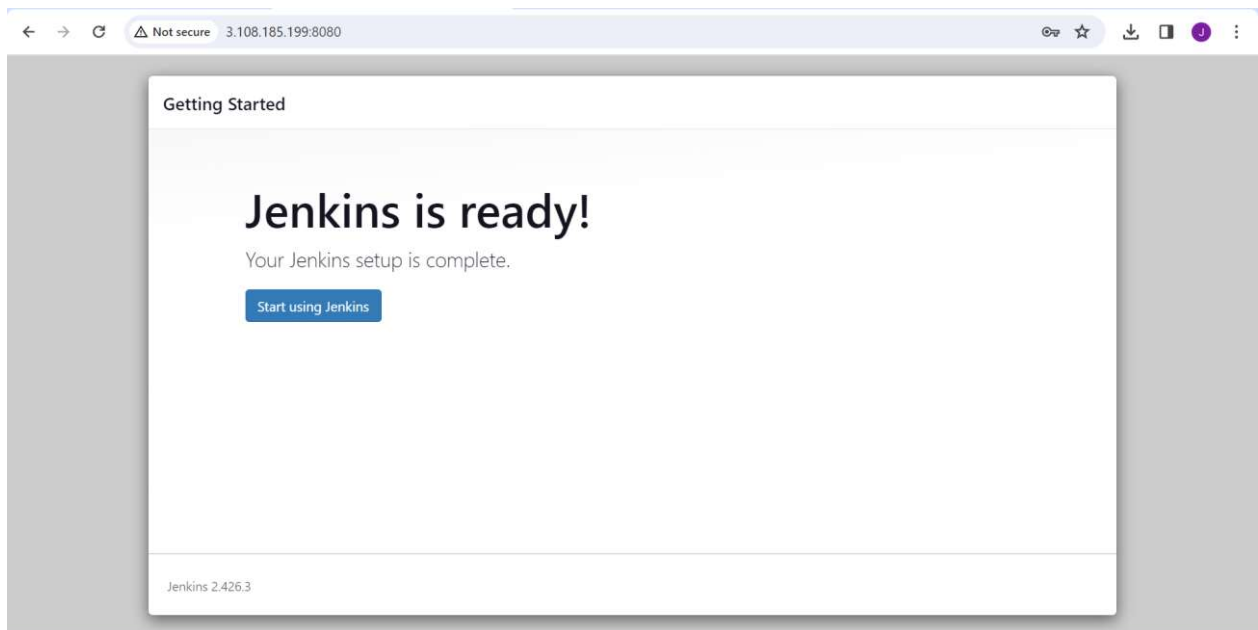 Not secure 3.108.185.199:8080
J
Getting Started
Jenkins is ready!
Your Jenkins setup is complete.
Start using Jenkins
Jenkins 2.426.3